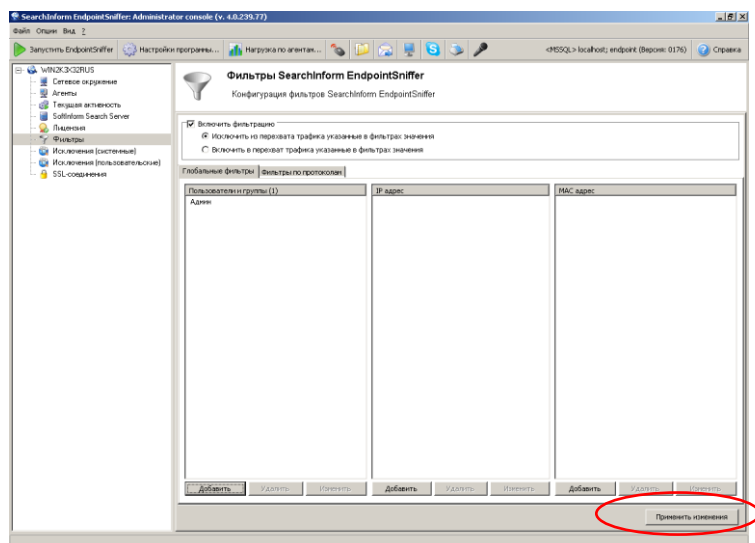 SearchInform EndpointSniffer: Administrator console (v. 4.0.239.77)
Файл Опции Вид ?
Запустить EndpointSniffer Настройки программы... Нагрузка по агентам... <MSSQL> localhost; endpoint (Версия: 0176) Справка
WIN2K3X32RUS
Сетевое окружение
Агенты
Текущая активность
SoftInform Search Server
Лицензия
Фильтры
Исключения (системные)
Исключения (пользовательские)
SSL-соединения
Фильтры SearchInform EndpointSniffer
Конфигурация фильтров SearchInform EndpointSniffer
Включить фильтрацию
Исключить из перехвата трафика указанные в фильтрах значения
Включить в перехват трафика указанные в фильтрах значения
Глобальные фильтры Фильтры по протоколам
Пользователи и группы (1) IP адрес MAC адрес
Админ
Добавить Удалить Изменить Добавить Удалить Изменить Добавить Удалить Изменить
Применить изменения